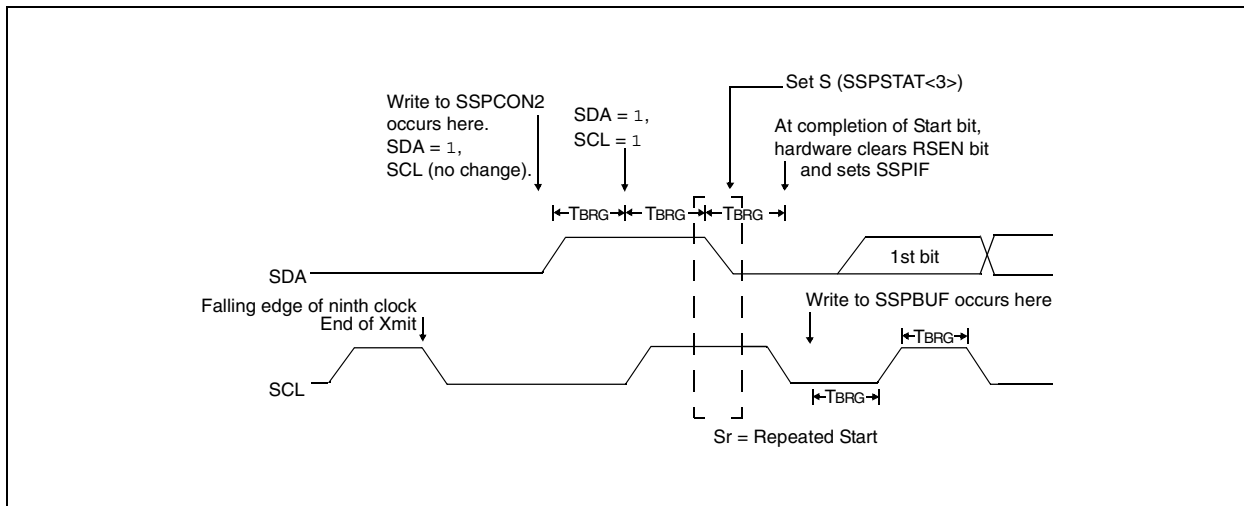 Set S (SSPSTAT<3>)
Write to SSPCON2
occurs here.
SDA = 1,
SCL (no change).
SDA = 1,
SCL = 1
At completion of Start bit,
hardware clears RSEN bit
and sets SSPIF
TBRG
TBRG
TBRG
SDA
1st bit
Falling edge of ninth clock
End of Xmit
Write to SSPBUF occurs here
TBRG
SCL
TBRG
Sr = Repeated Start